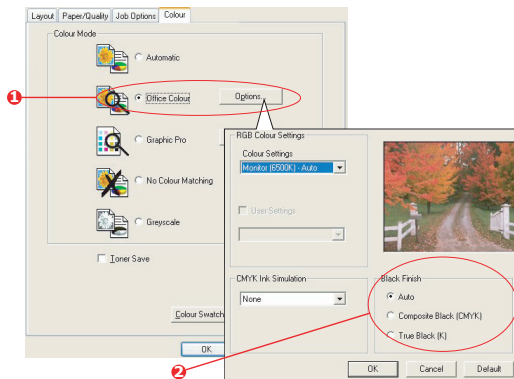 Layout Paper/Quality Job Options Colour
Colour Mode
Automatic
1
Office Colour Options...
Graphic Pro
No Colour Matching
Greyscale
Toner Save
Colour Swatch
OK
RGB Colour Settings
Colour Settings
Monitor (6500K) - Auto
User Settings
CMYK Ink Simulation
None
Black Finish
Auto
Composite Black (CMYK)
True Black (K)
2
OK Cancel Default